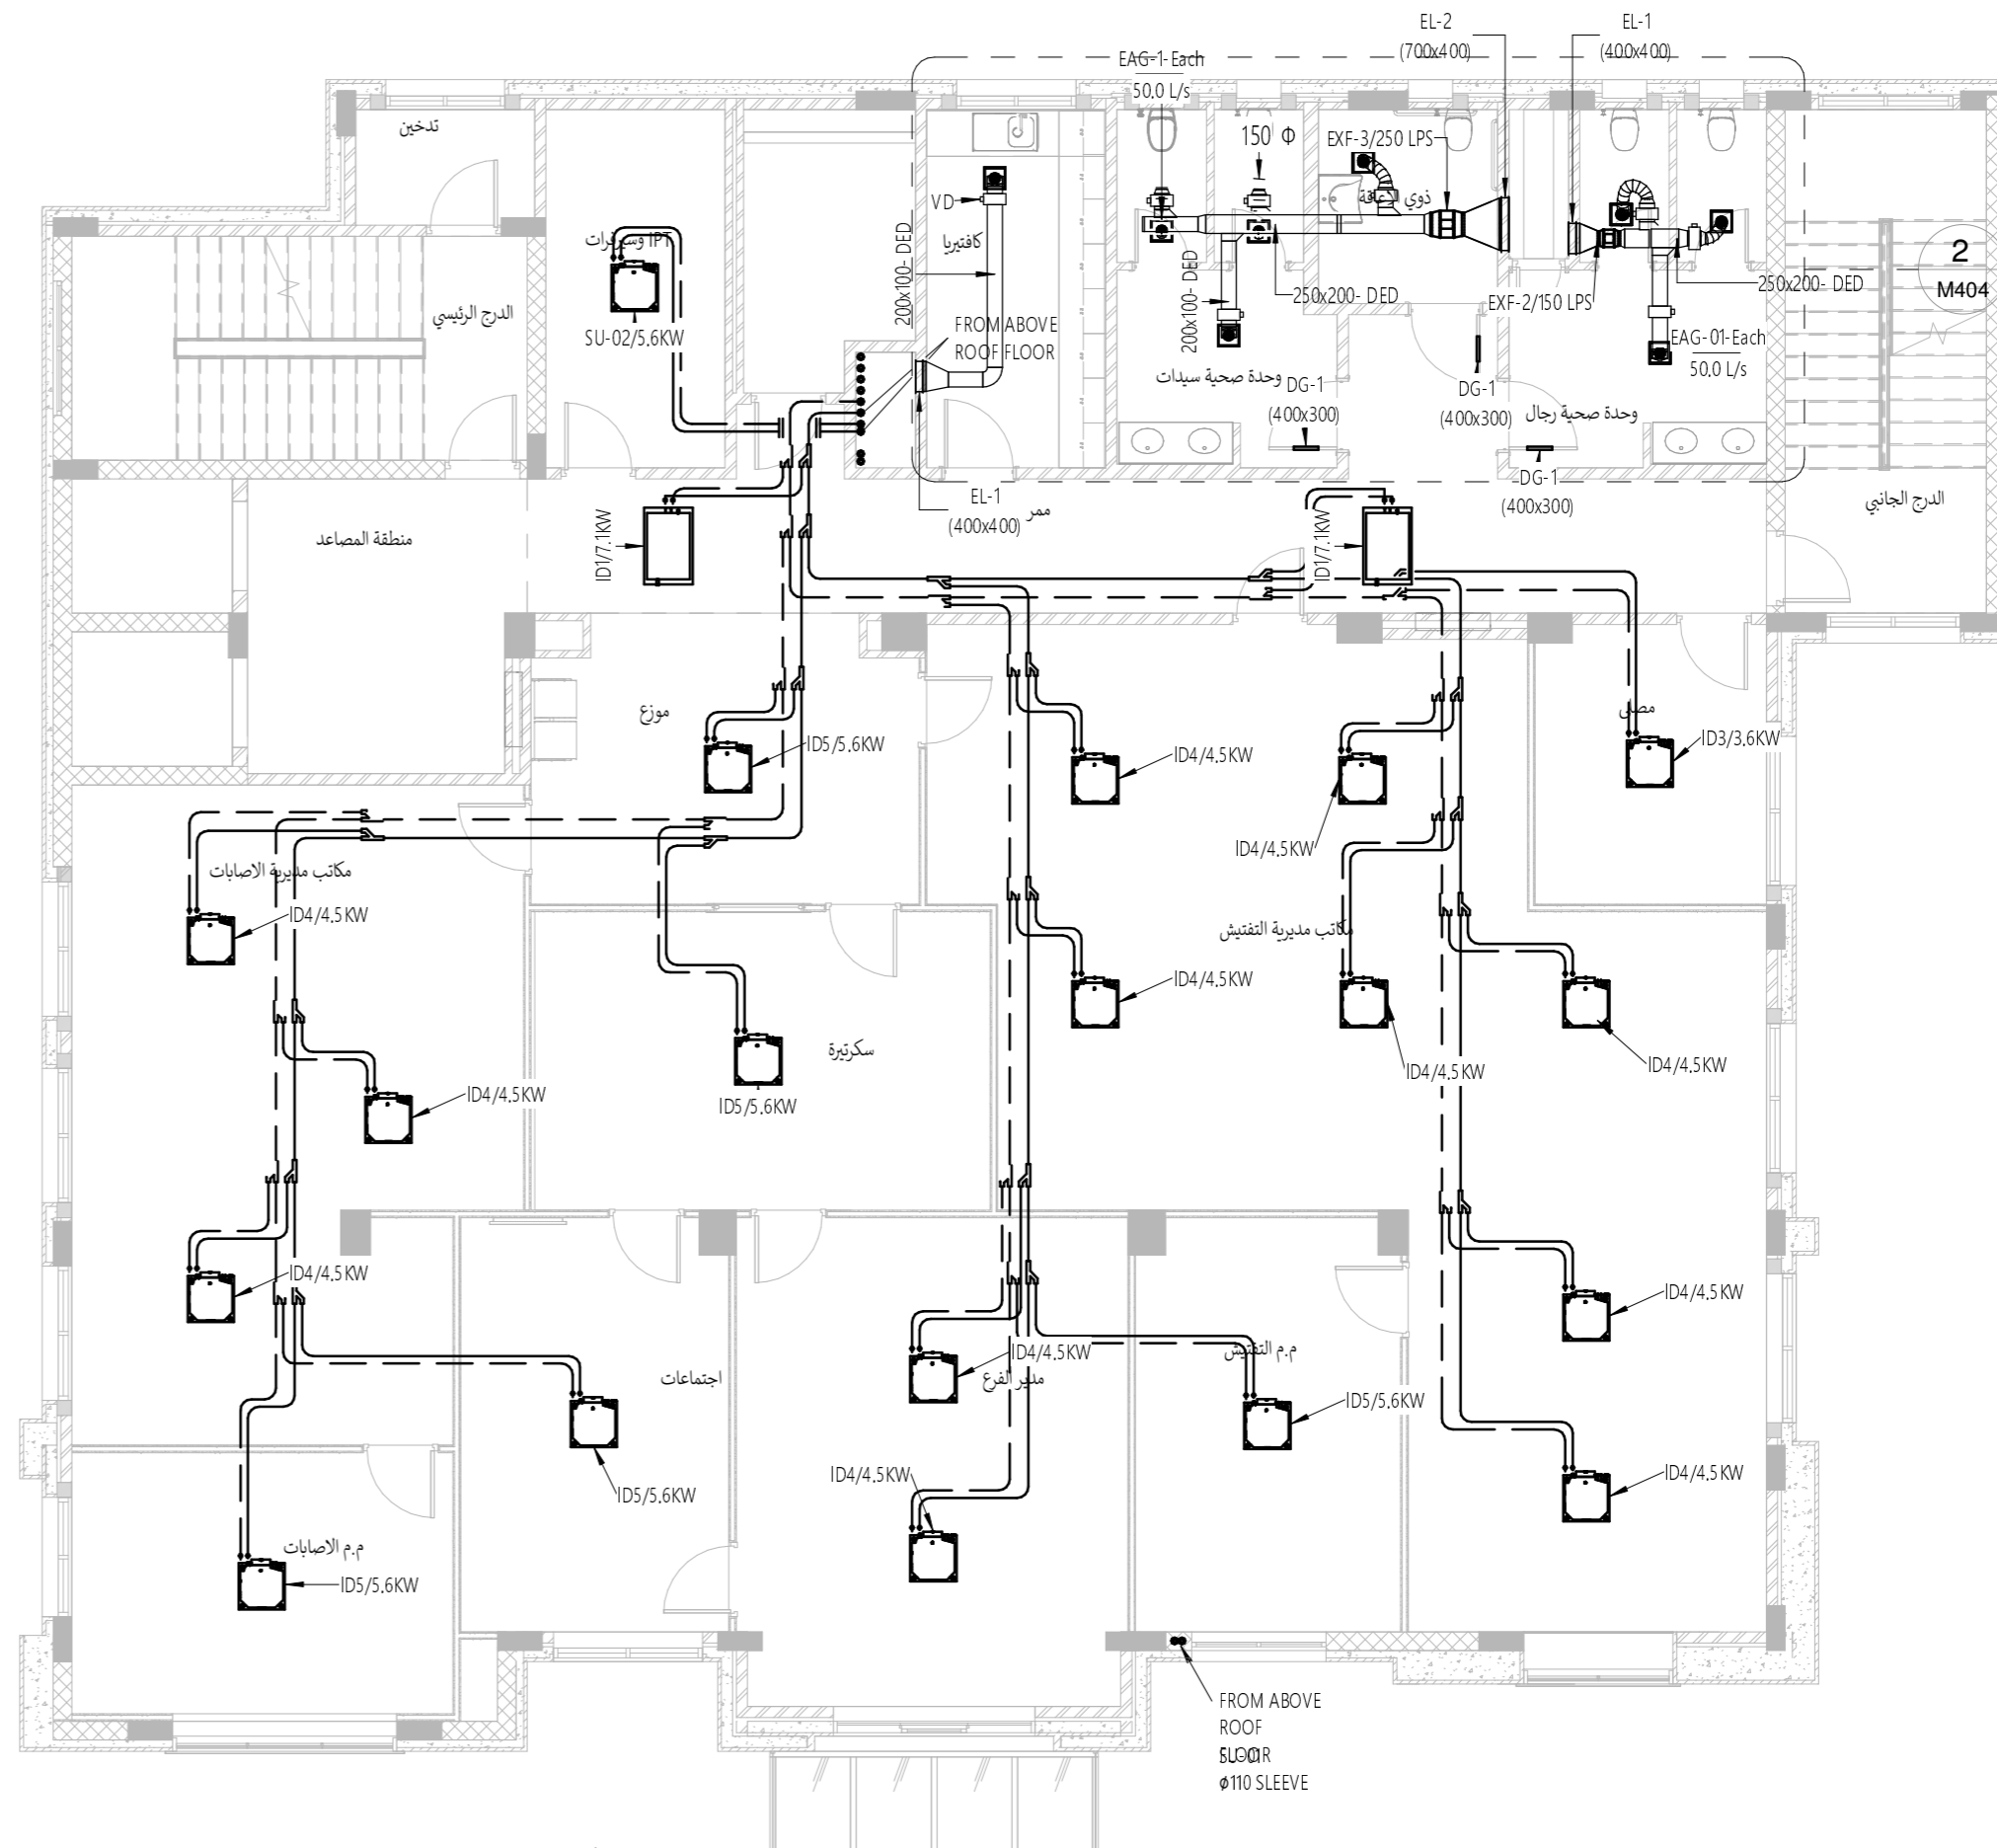 EL-2
(700x400)
EL-1
(400x400)
EAG-1-Each
50,0 L/s
تدخين
150 Φ
EXF-3/250 LPS
VD
كافتيريا
IPT وسيرفرات
الدرج الرئيسي
200x100- DED
200x100- DED
250x200- DED
EXF-2/150 LPS
250x200- DED
2
M404
SU-02/5,6KW
FROM ABOVE
ROOF FLOOR
EAG-01-Each
50,0 L/s
وحدة صحية سيدات
DG-1
(400x300)
DG-1
(400x300)
وحدة صحية رجال
DG-1
(400x300)
EL-1
(400x400)
ممر
الدرج الجانبي
منطقة المصاعد
ID1/7.1KW
ID1/7.1KW
موزع
مصلى
ID5/5,6KW
ID4/4,5KW
ID3/3,6KW
ID4/4,5KW
مكاتب مديرية الاصابات
ID4/4,5KW
مكاتب مديرية التفتيش
ID4/4,5KW
سكرتيرة
ID4/4,5KW
ID4/4,5KW
ID4/4,5KW
ID5/5,6KW
ID4/4,5KW
ID4/4,5KW
ID4/4,5KW
م.م التفتيش
اجتماعات
مدير الفرع
ID5/5,6KW
ID4/4,5KW
ID4/4,5KW
ID5/5,6KW
م.م الاصابات
ID5/5,6KW
FROM ABOVE
ROOF
FLOOR
SU-01
ϕ110 SLEEVE